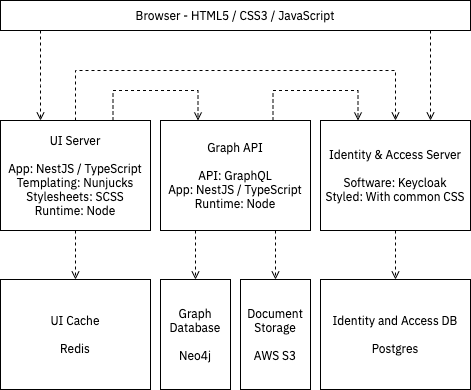 Browser - HTML5 / CSS3 / JavaScript
UI Server
App: NestJS / TypeScript
Templating: Nunjucks
Stylesheets: SCSS
Runtime: Node
Graph API
API: GraphQL
App: NestJS / TypeScript
Runtime: Node
Identity & Access Server
Software: Keycloak
Styled: With common CSS
UI Cache
Redis
Graph
Database
Neo4j
Document
Storage
AWS S3
Identity and Access DB
Postgres